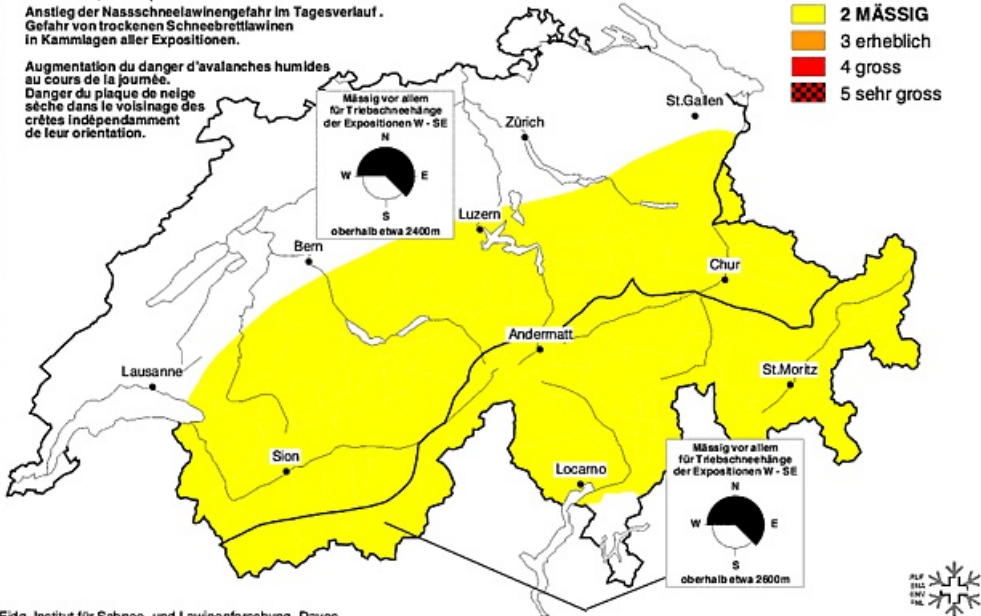 Anstieg der Nassschneelawinengefahr im Tagesverlauf .
Gefahr von trockenen Schneebrettlawinen
in Kammlagen aller Expositionen.
Augmentation du danger d'avalanches humides
au cours de la journée.
Danger du plaque de neige
sèche dans le voisinage des
crêtes indépendamment
de leur orientation.
2 MÄSSIG
3 erheblich
4 gross
5 sehr gross
Mässig vor allem
für Triebschneehänge
der Expositionen W - SE
N
W
E
S
oberhalb etwa 2400m
St.Gallen
Zürich
Luzern
Bern
Chur
Andermatt
Lausanne
St.Moritz
Sion
Locarno
Mässig vor allem
für Triebschneehänge
der Expositionen W - SE
N
W
E
S
oberhalb etwa 2600m
SLF
ENA
SNV
SNL